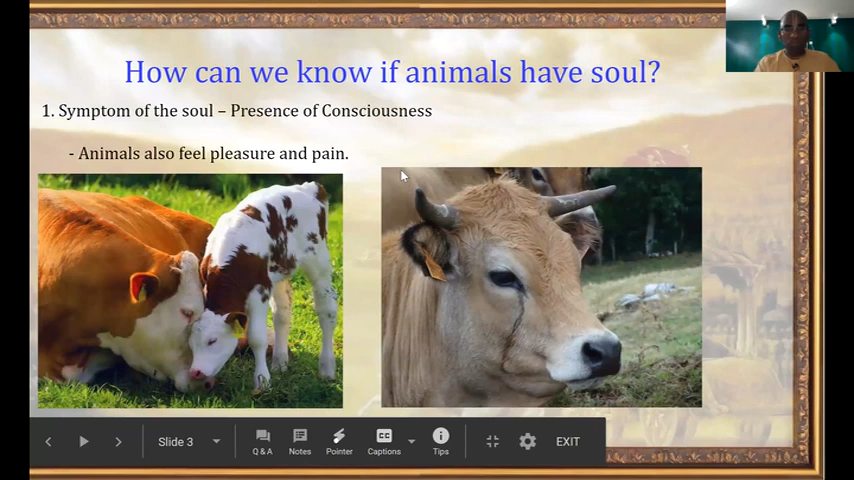 How can we know if animals have soul?
1. Symptom of the soul – Presence of Consciousness
- Animals also feel pleasure and pain.
Slide 3
Q & A
Notes
Pointer
CC
Captions
Tips
EXIT